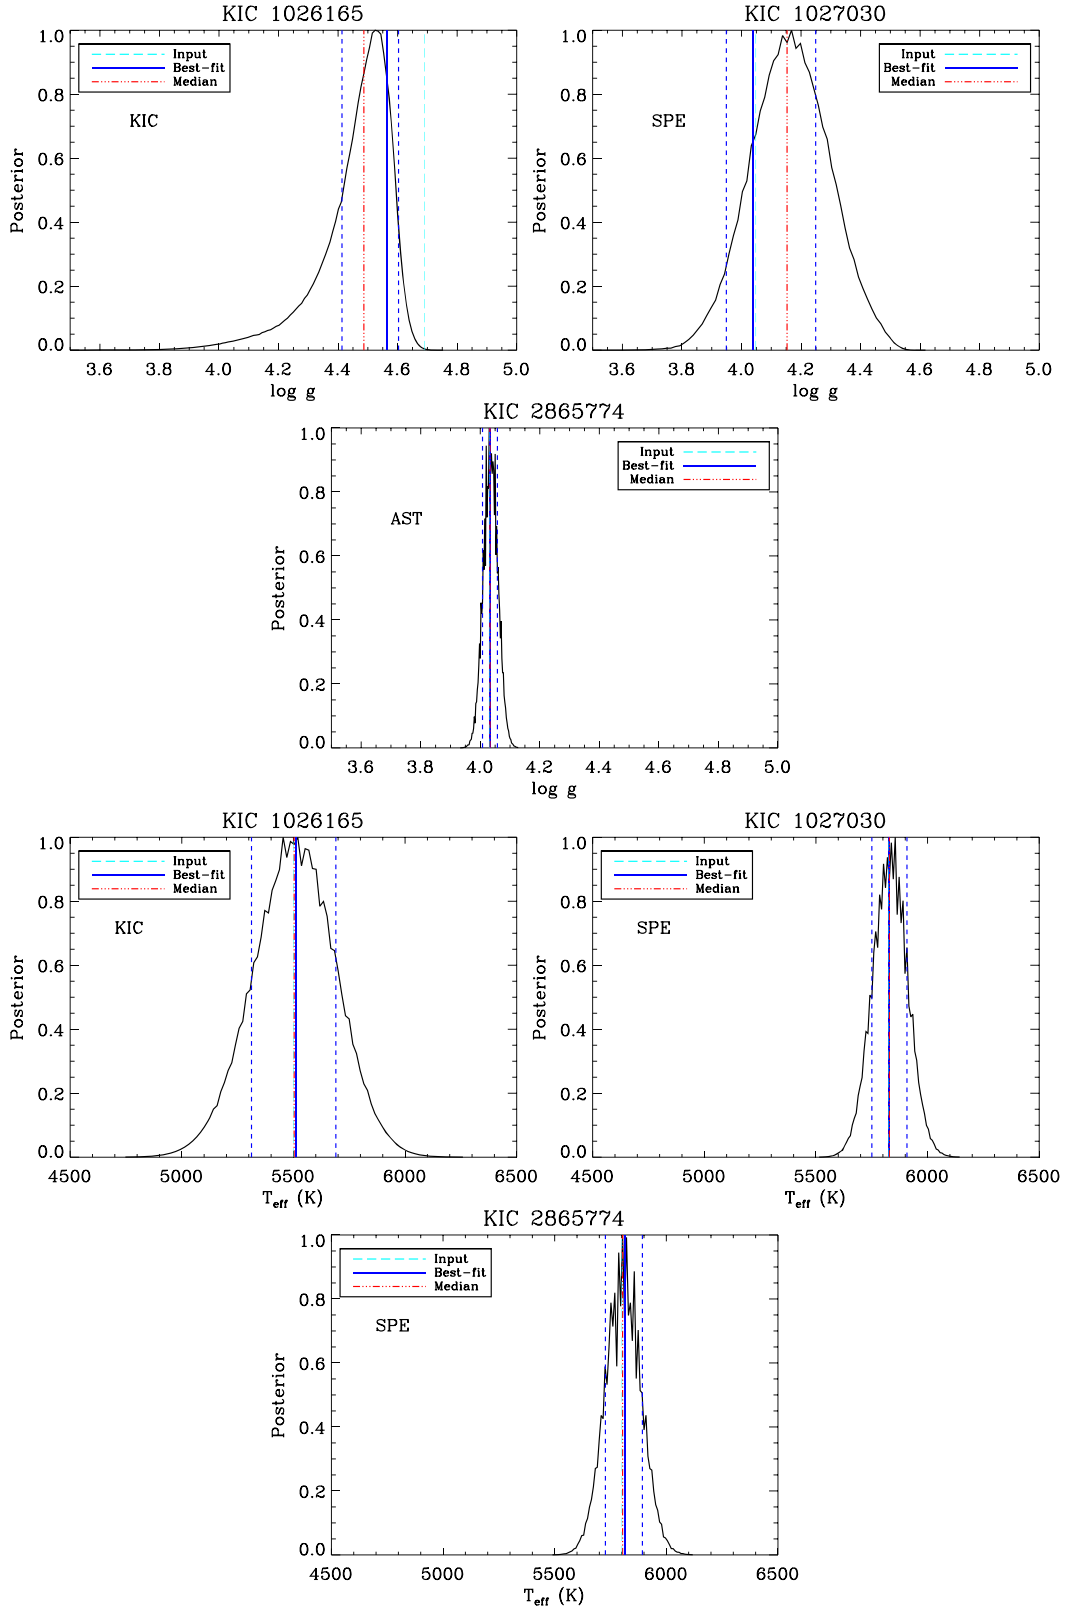 KIC 1026165
Input
Best-fit
Median
KIC
Posterior
1.0
0.8
0.6
0.4
0.2
0.0
3.6 3.8 4.0 4.2 4.4 4.6 4.8 5.0
log g
KIC 1027030
Input
Best-fit
Median
SPE
Posterior
1.0
0.8
0.6
0.4
0.2
0.0
3.6 3.8 4.0 4.2 4.4 4.6 4.8 5.0
log g
KIC 2865774
Input
Best-fit
Median
AST
Posterior
1.0
0.8
0.6
0.4
0.2
0.0
3.6 3.8 4.0 4.2 4.4 4.6 4.8 5.0
log g
KIC 1026165
Input
Best-fit
Median
KIC
Posterior
1.0
0.8
0.6
0.4
0.2
0.0
4500 5000 5500 6000 6500
Teff (K)
KIC 1027030
Input
Best-fit
Median
SPE
Posterior
1.0
0.8
0.6
0.4
0.2
0.0
4500 5000 5500 6000 6500
Teff (K)
KIC 2865774
Input
Best-fit
Median
SPE
Posterior
1.0
0.8
0.6
0.4
0.2
0.0
4500 5000 5500 6000 6500
Teff (K)